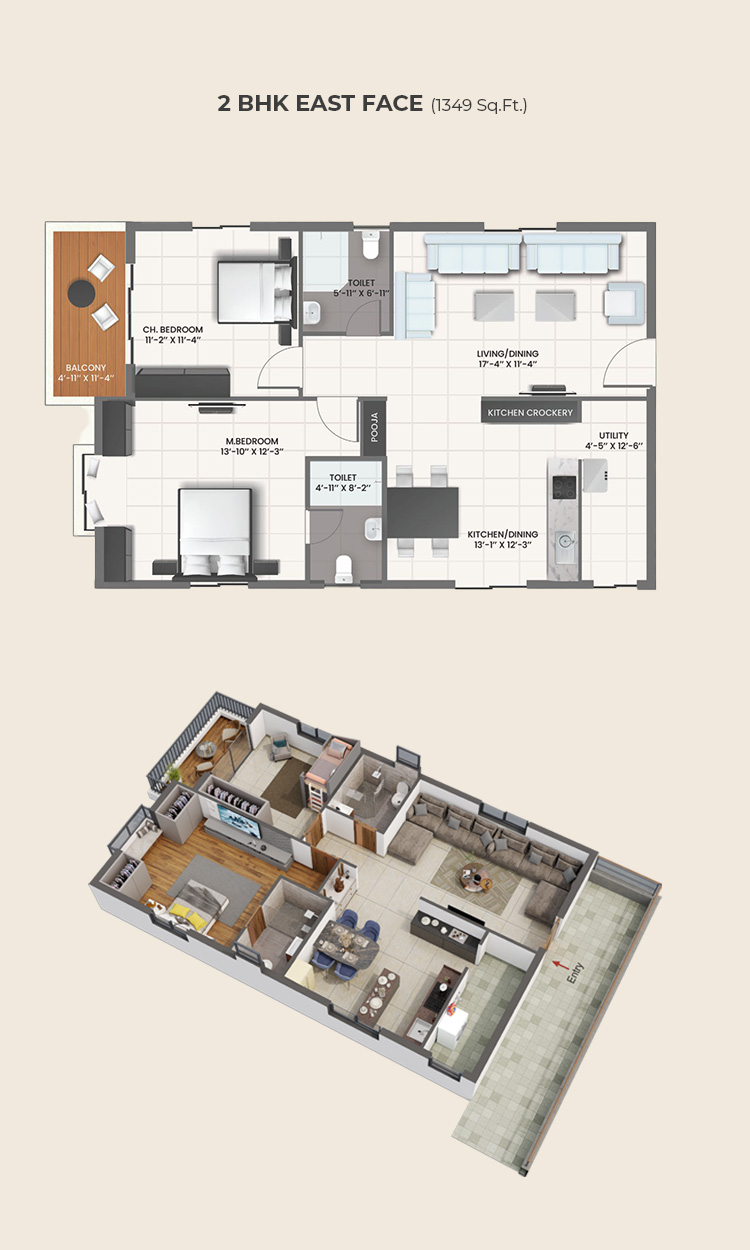 2 BHK EAST FACE (1349 Sq.Ft.)
TOILET
5'-11" X 6'-11"
CH. BEDROOM
11'-2" X 11'-4"
LIVING/DINING
17'-4" X 11'-4"
BALCONY
4'-11" X 11'-4"
KITCHEN CROCKERY
POOJA
M.BEDROOM
13'-10" X 12'-3"
UTILITY
4'-5" X 12'-6"
TOILET
4'-11" X 8'-2"
KITCHEN/DINING
13'-1" X 12'-3"
Entry